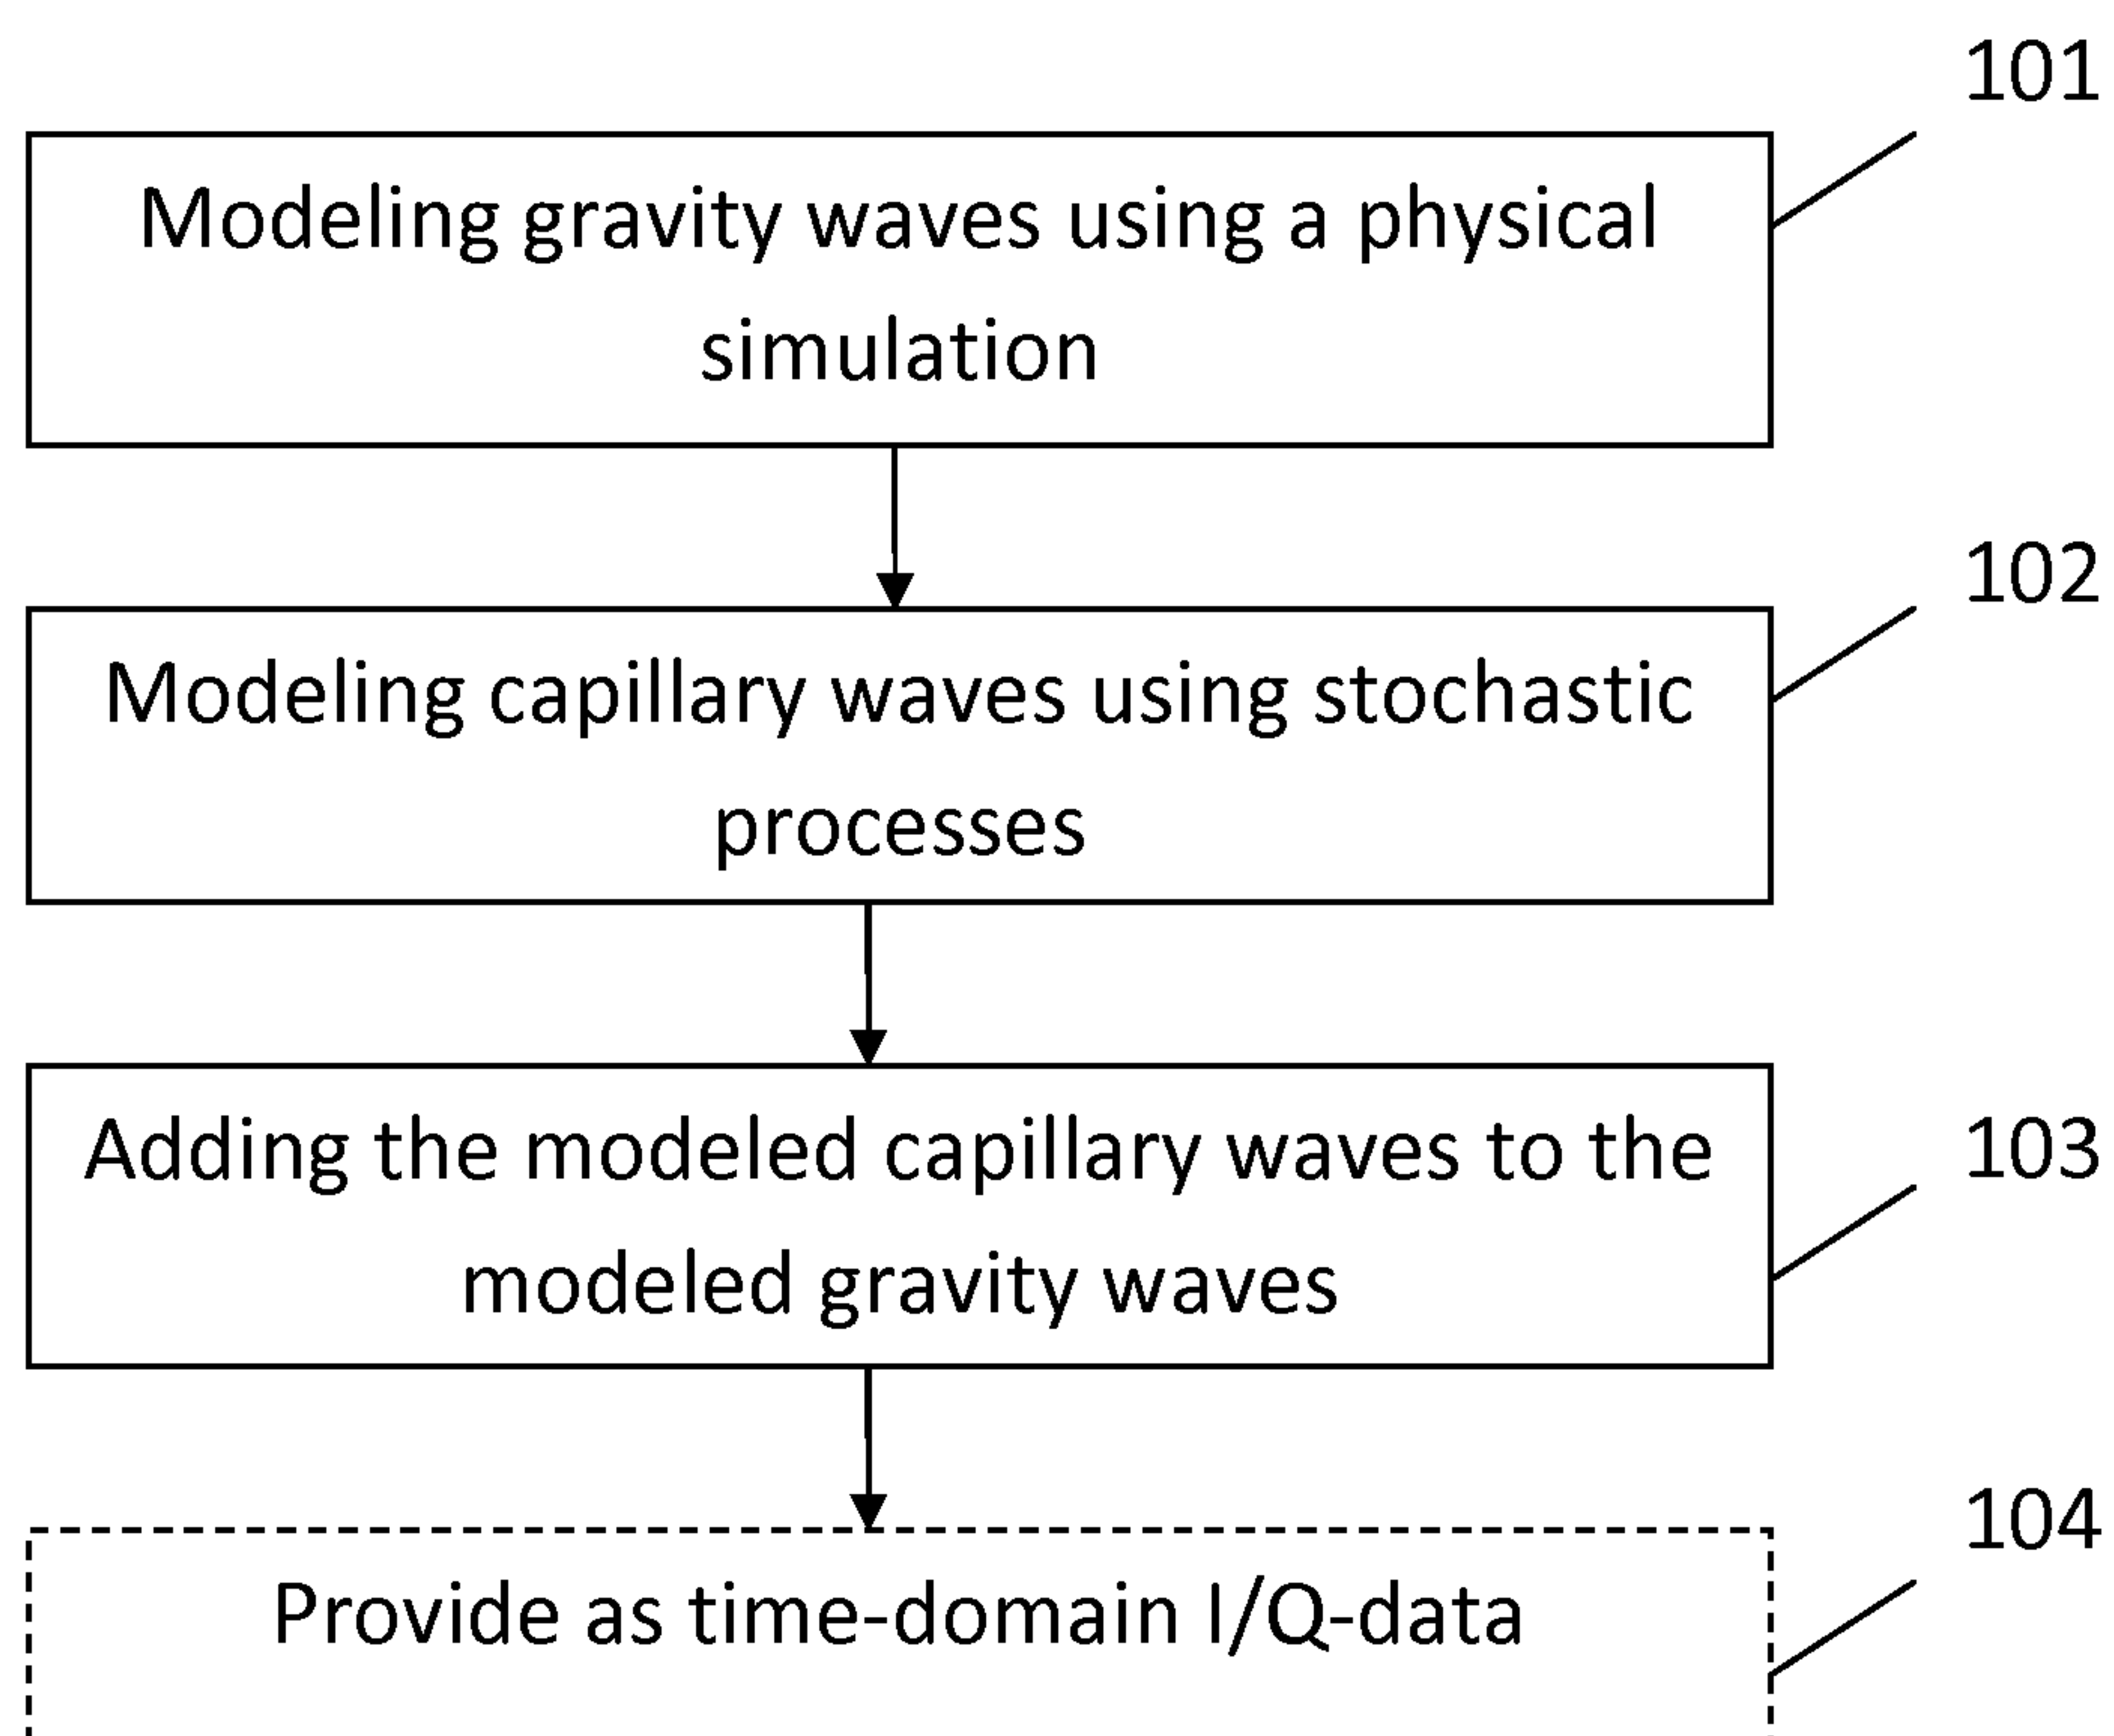 101
Modeling gravity waves using a physical
simulation
102
Modeling capillary waves using stochastic
processes
103
Adding the modeled capillary waves to the
modeled gravity waves
104
Provide as time-domain I/Q-data